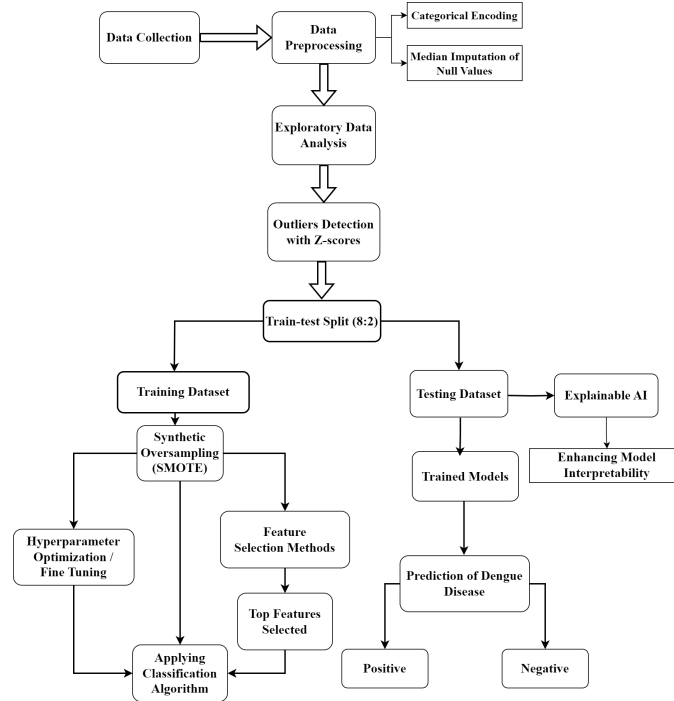 Data Collection
Data
Preprocessing
Categorical Encoding
Median Imputation of
Null Values
Exploratory Data
Analysis
Outliers Detection
with Z-scores
Train-test Split (8:2)
Training Dataset
Testing Dataset
Explainable AI
Synthetic
Oversampling
(SMOTE)
Trained Models
Enhancing Model
Interpretability
Hyperparameter
Optimization /
Fine Tuning
Feature
Selection Methods
Prediction of Dengue
Disease
Top Features
Selected
Applying
Classification
Algorithm
Positive
Negative